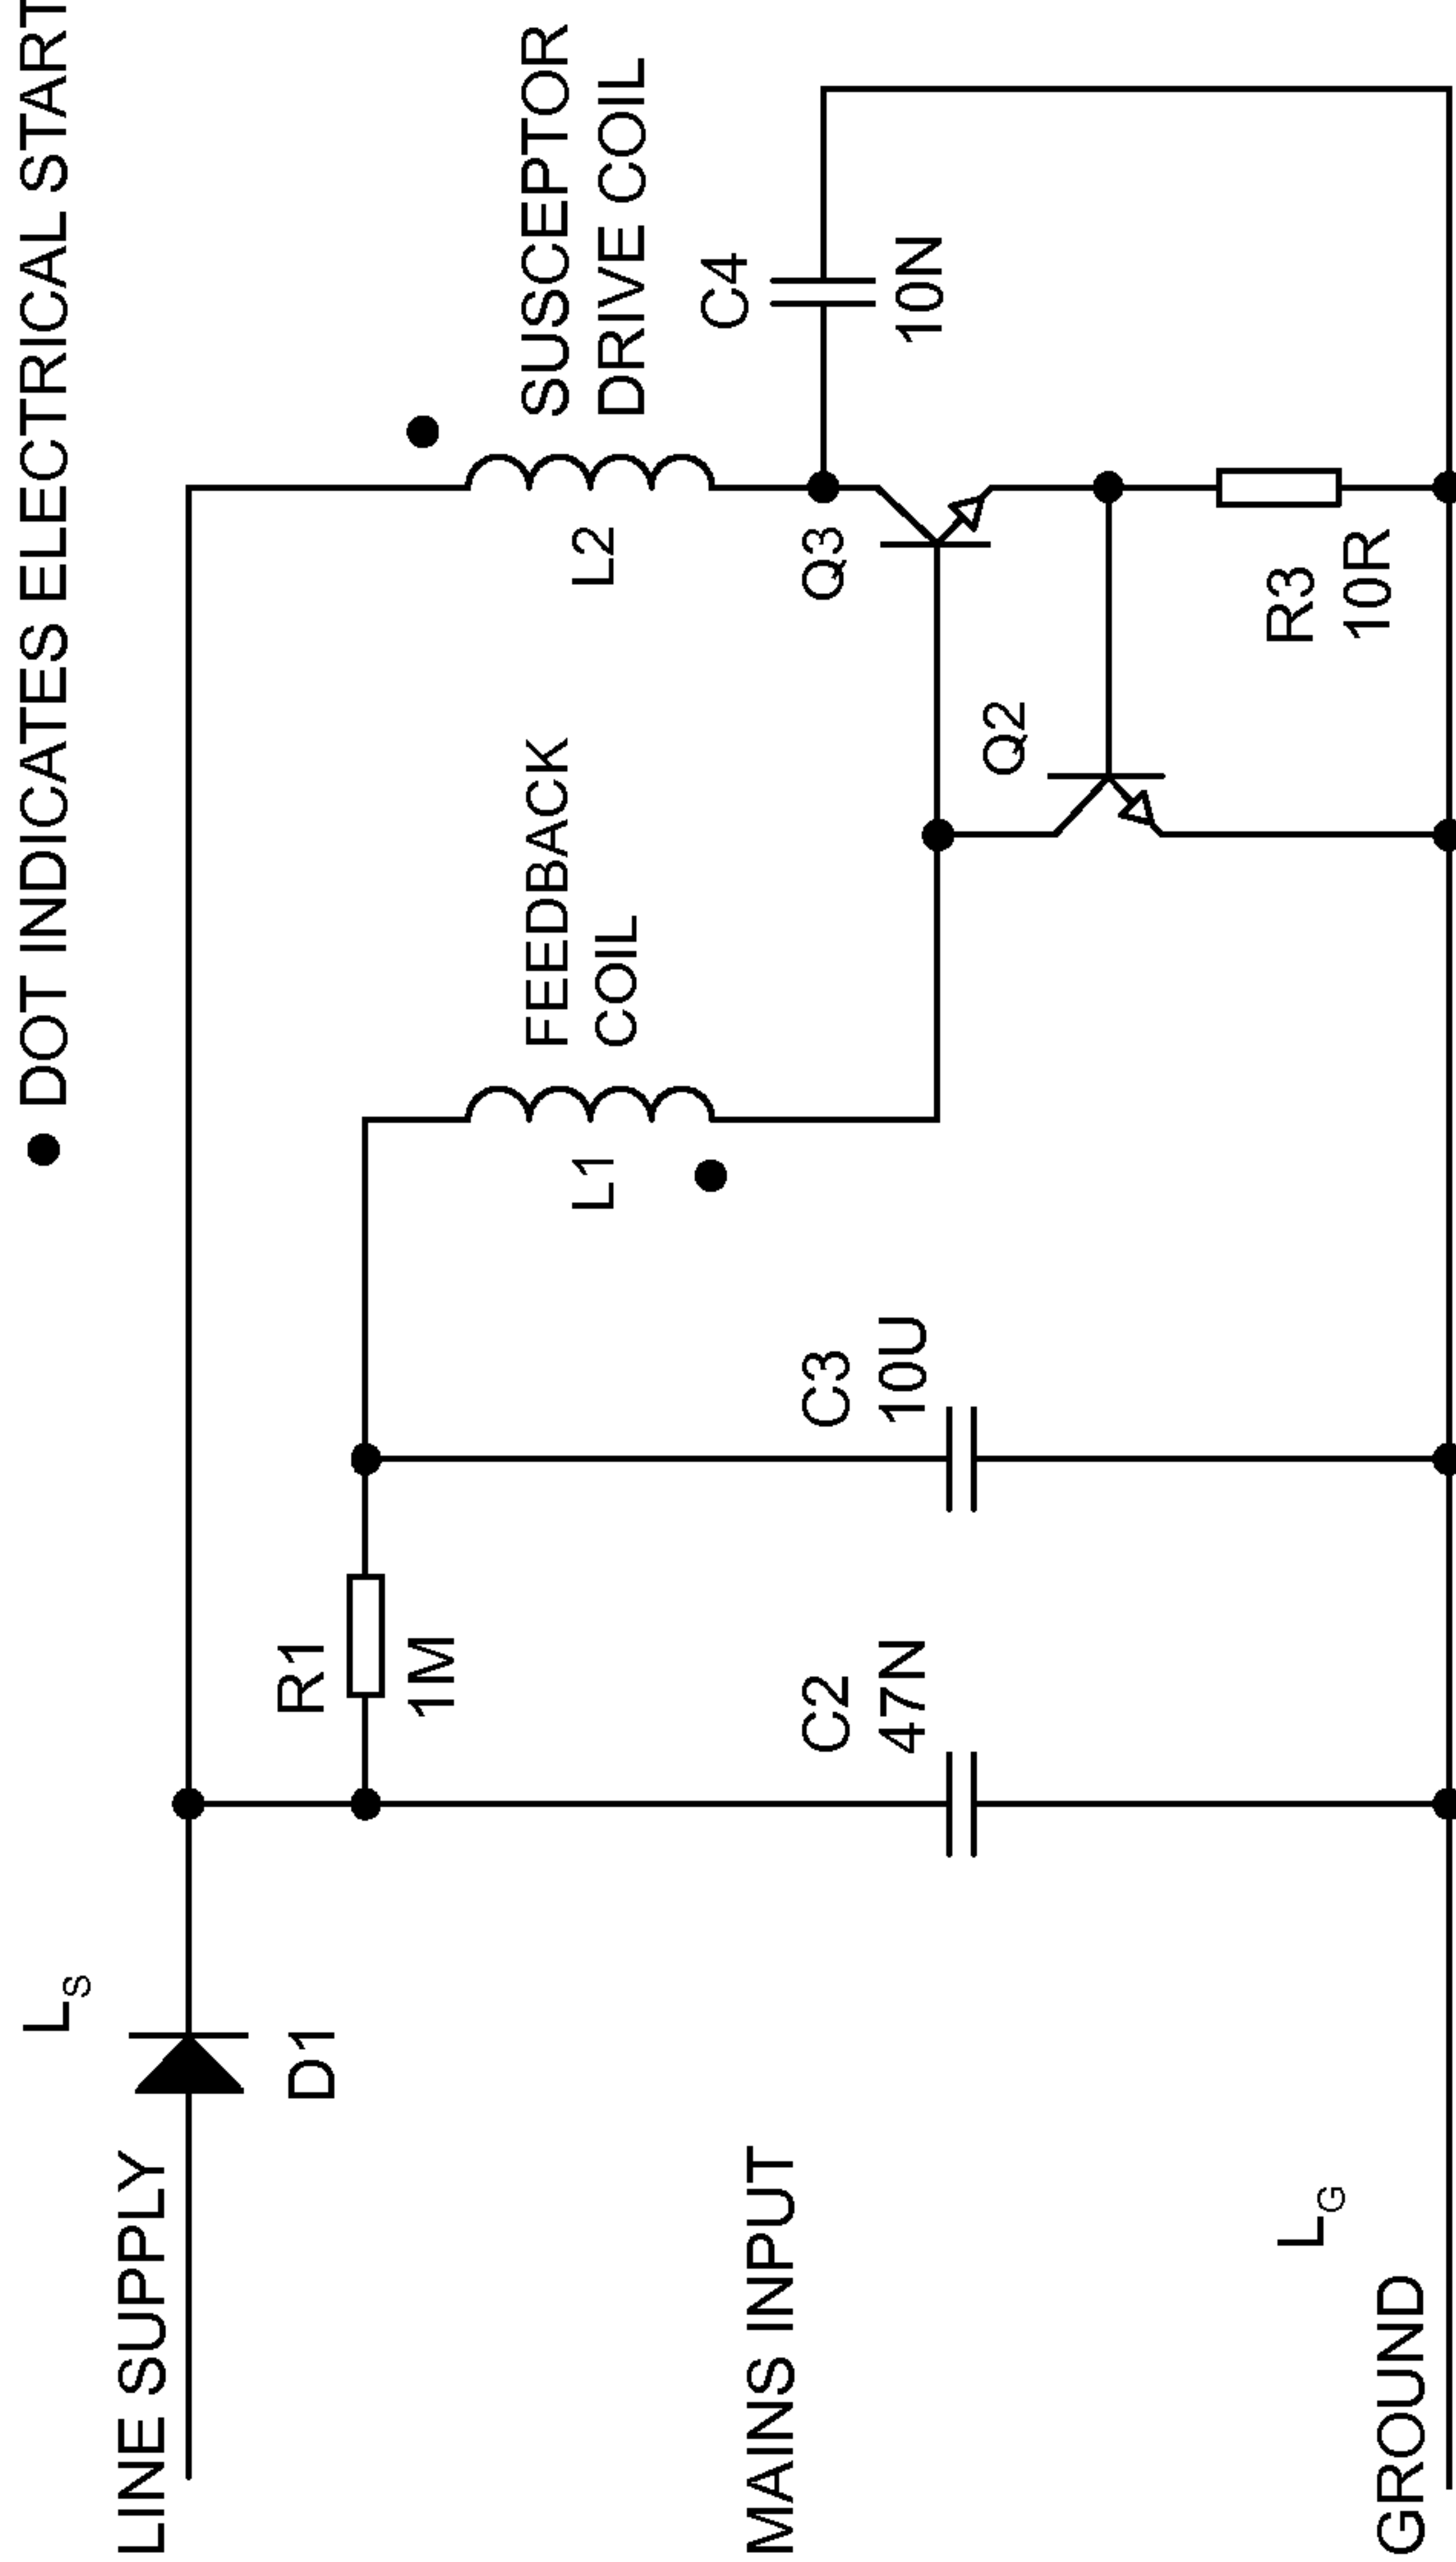 ● DOT INDICATES ELECTRICAL START
LINE SUPPLY
L_S
D1
R1
1M
FEEDBACK
COIL
L1
L2
SUSCEPTOR
DRIVE COIL
MAINS INPUT
C2
47N
C3
10U
Q3
C4
10N
Q2
R3
10R
L_G
GROUND